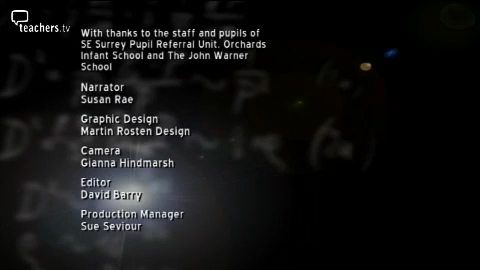 teachers.tv
With thanks to the staff and pupils of
SE Surrey Pupil Referral Unit, Orchards
Infant School and The John Warner
School
Narrator
Susan Rae
Graphic Design
Martin Rosten Design
Camera
Gianna Hindmarsh
Editor
David Barry
Production Manager
Sue Seviour